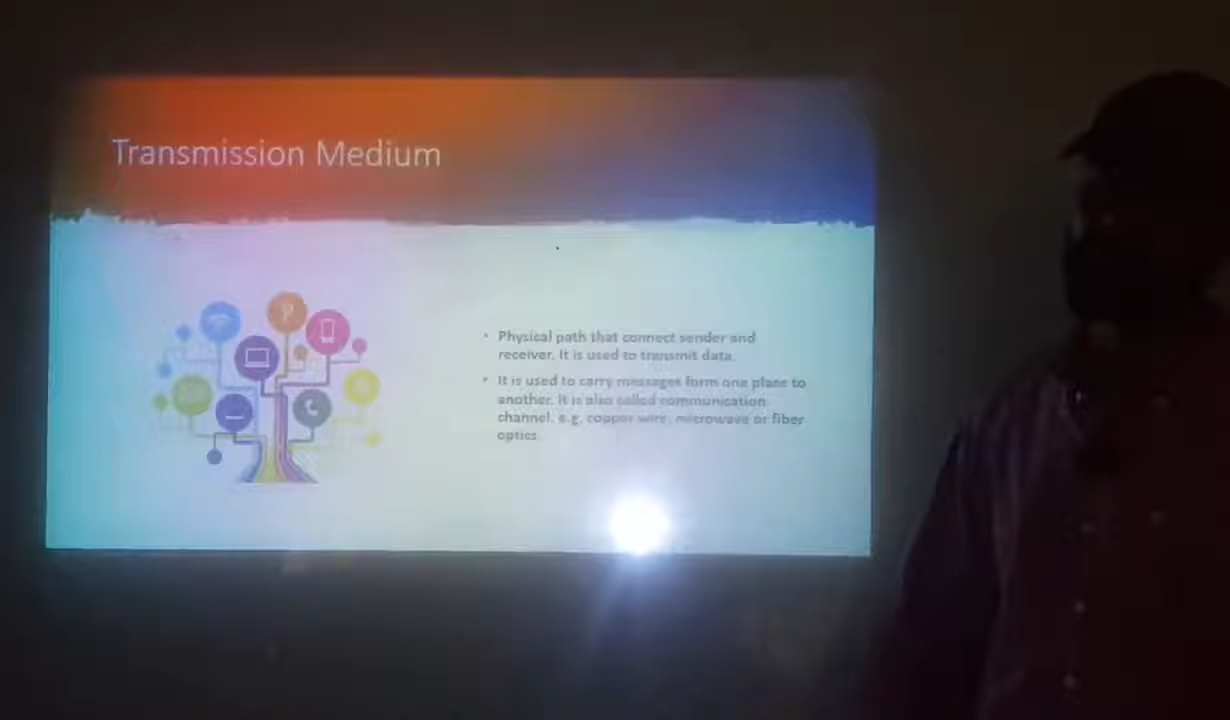 Transmission Medium
• Physical path that connect sender and
receiver. It is used to transmit data.
• It is used to carry messages form one place to
another. It is also called communication
channel. e.g. copper wire, microwave or fiber
optics.